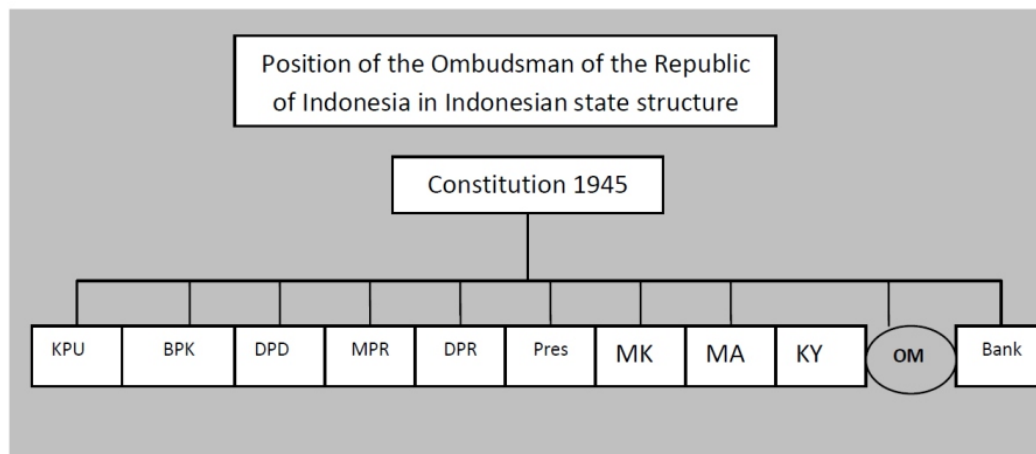 Position of the Ombudsman of the Republic
of Indonesia in Indonesian state structure
Constitution 1945
KPU BPK DPD MPR DPR Pres MK MA KY OM Bank